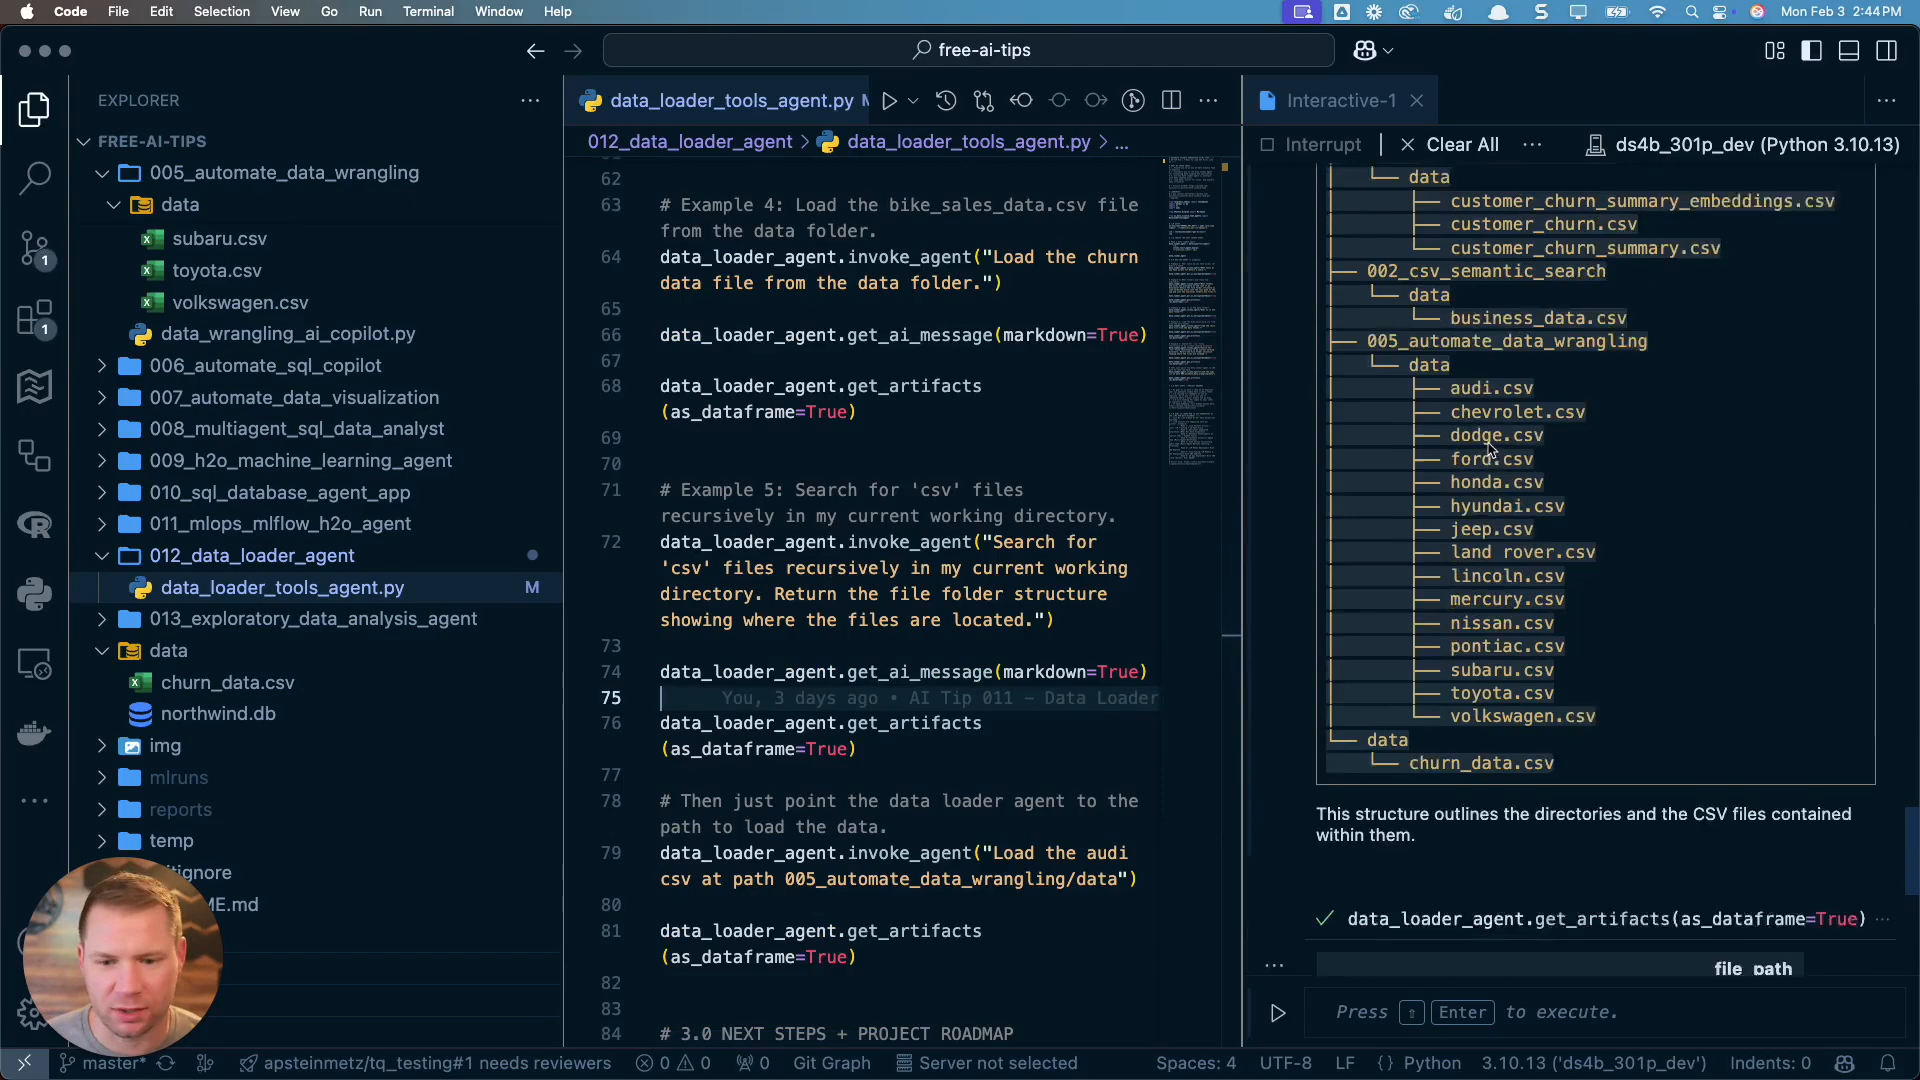 Code File Edit Selection View Go Run Terminal Window Help
Mon Feb 3 2:44 PM
free-ai-tips
EXPLORER
FREE-AI-TIPS
005_automate_data_wrangling
data
subaru.csv
toyota.csv
volkswagen.csv
data_wrangling_ai_copilot.py
006_automate_sql_copilot
007_automate_data_visualization
008_multiagent_sql_data_analyst
009_h2o_machine_learning_agent
010_sql_database_agent_app
011_mlops_mlflow_h2o_agent
012_data_loader_agent
data_loader_tools_agent.py M
013_exploratory_data_analysis_agent
data
churn_data.csv
northwind.db
img
mlruns
reports
temp
itignore
ME.md
1
1
data_loader_tools_agent.py
012_data_loader_agent > data_loader_tools_agent.py > ...
62
63 # Example 4: Load the bike_sales_data.csv file
from the data folder.
64 data_loader_agent.invoke_agent("Load the churn
data file from the data folder.")
65
66 data_loader_agent.get_ai_message(markdown=True)
67
68 data_loader_agent.get_artifacts
(as_dataframe=True)
69
70
71 # Example 5: Search for 'csv' files
recursively in my current working directory.
72 data_loader_agent.invoke_agent("Search for
'csv' files recursively in my current working
directory. Return the file folder structure
showing where the files are located.")
73
74 data_loader_agent.get_ai_message(markdown=True)
75 You, 3 days ago • AI Tip 011 – Data Loader
76 data_loader_agent.get_artifacts
(as_dataframe=True)
77
78 # Then just point the data loader agent to the
path to load the data.
79 data_loader_agent.invoke_agent("Load the audi
csv at path 005_automate_data_wrangling/data")
80
81 data_loader_agent.get_artifacts
(as_dataframe=True)
82
83
84 # 3.0 NEXT STEPS + PROJECT ROADMAP
Interactive-1
Interrupt | Clear All ... ds4b_301p_dev (Python 3.10.13)
data
customer_churn_summary_embeddings.csv
customer_churn.csv
customer_churn_summary.csv
002_csv_semantic_search
data
business_data.csv
005_automate_data_wrangling
data
audi.csv
chevrolet.csv
dodge.csv
ford.csv
honda.csv
hyundai.csv
jeep.csv
land rover.csv
lincoln.csv
mercury.csv
nissan.csv
pontiac.csv
subaru.csv
toyota.csv
volkswagen.csv
data
churn_data.csv
This structure outlines the directories and the CSV files contained
within them.
data_loader_agent.get_artifacts(as_dataframe=True) ...
file_path
Press ⇧ Enter to execute.
master* apsteinmetz/tq_testing#1 needs reviewers 0 0 0 Git Graph Server not selected Spaces: 4 UTF-8 LF {} Python 3.10.13 ('ds4b_301p_dev') Indents: 0